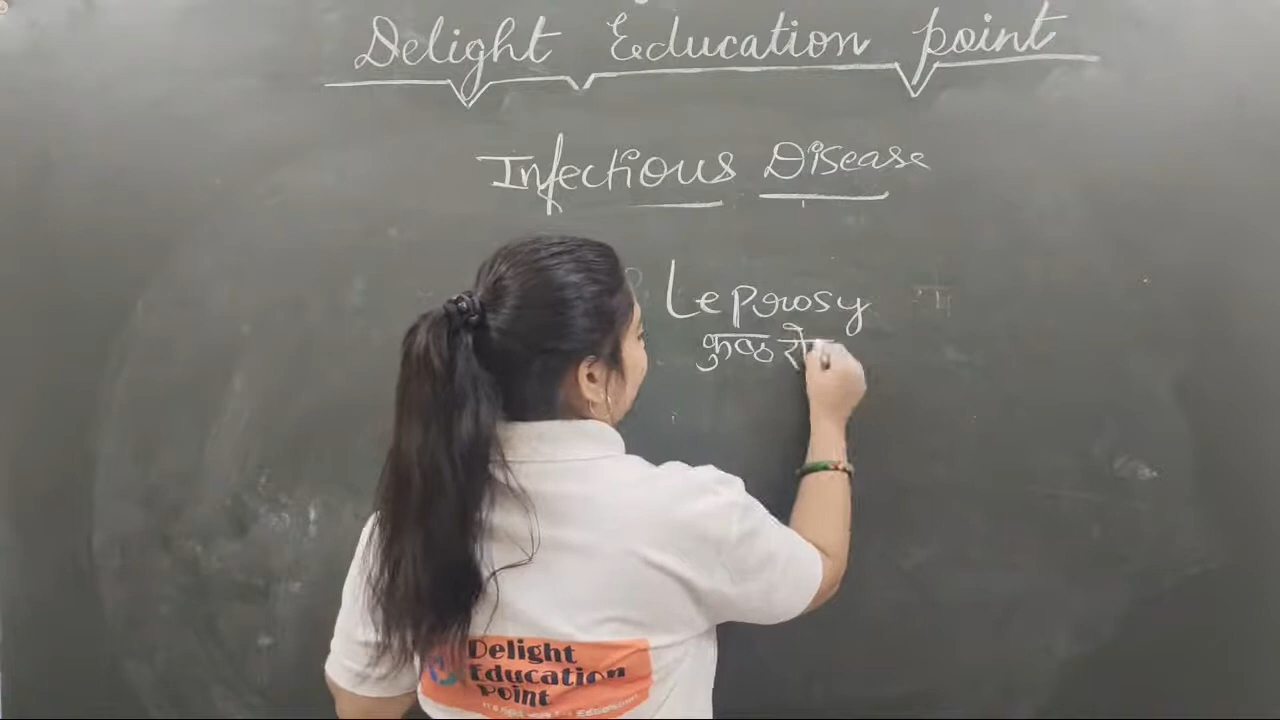 Delight Education point
Infectious Disease
Leprosy
कुष्ठ रो
Delight
Education
Point